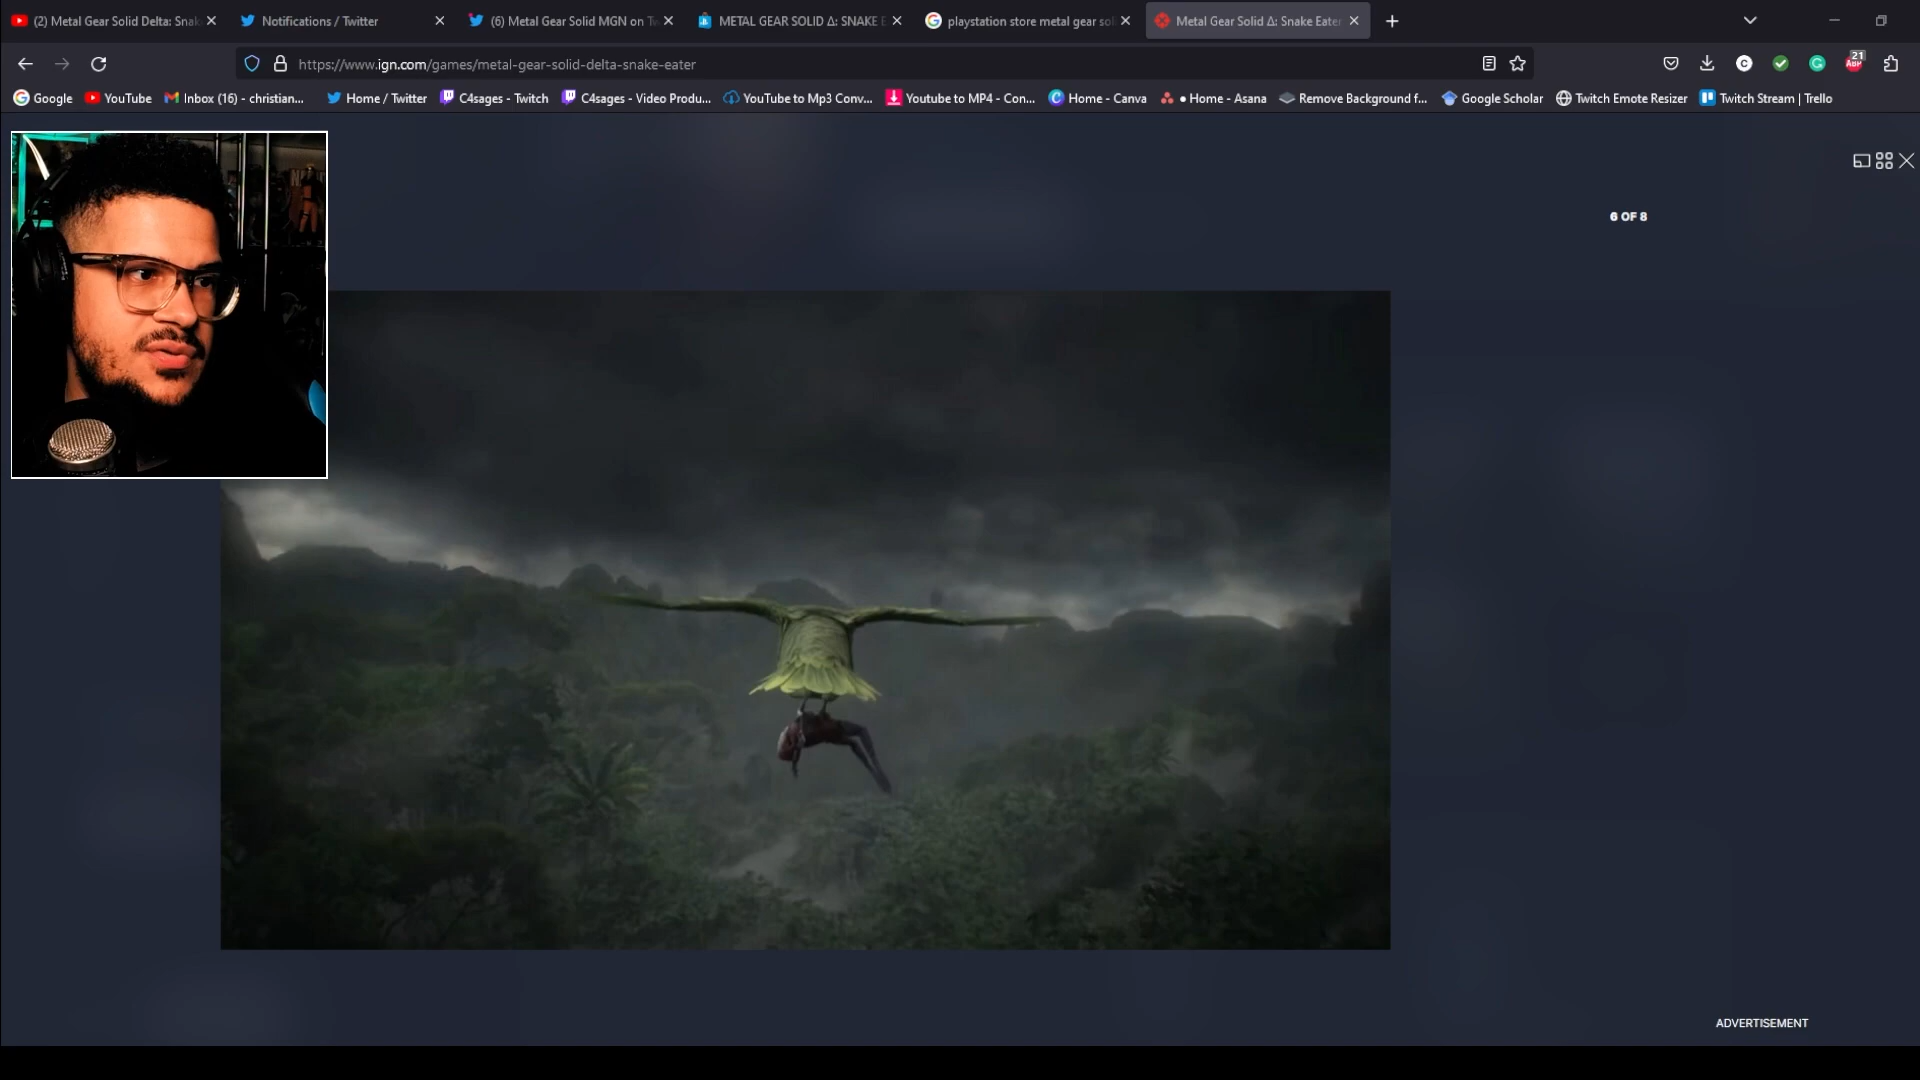 (2) Metal Gear Solid Delta: Snak
Notifications / Twitter
(6) Metal Gear Solid MGN on Tw
METAL GEAR SOLID Δ: SNAKE E
playstation store metal gear sol
Metal Gear Solid Δ: Snake Eater
https://www.ign.com/games/metal-gear-solid-delta-snake-eater
21
ABP
Google
YouTube
Inbox (16) - christian...
Home / Twitter
C4sages - Twitch
C4sages - Video Produ...
YouTube to Mp3 Conv...
Youtube to MP4 - Con...
Home - Canva
● Home - Asana
Remove Background f...
Google Scholar
Twitch Emote Resizer
Twitch Stream | Trello
6 OF 8
ADVERTISEMENT